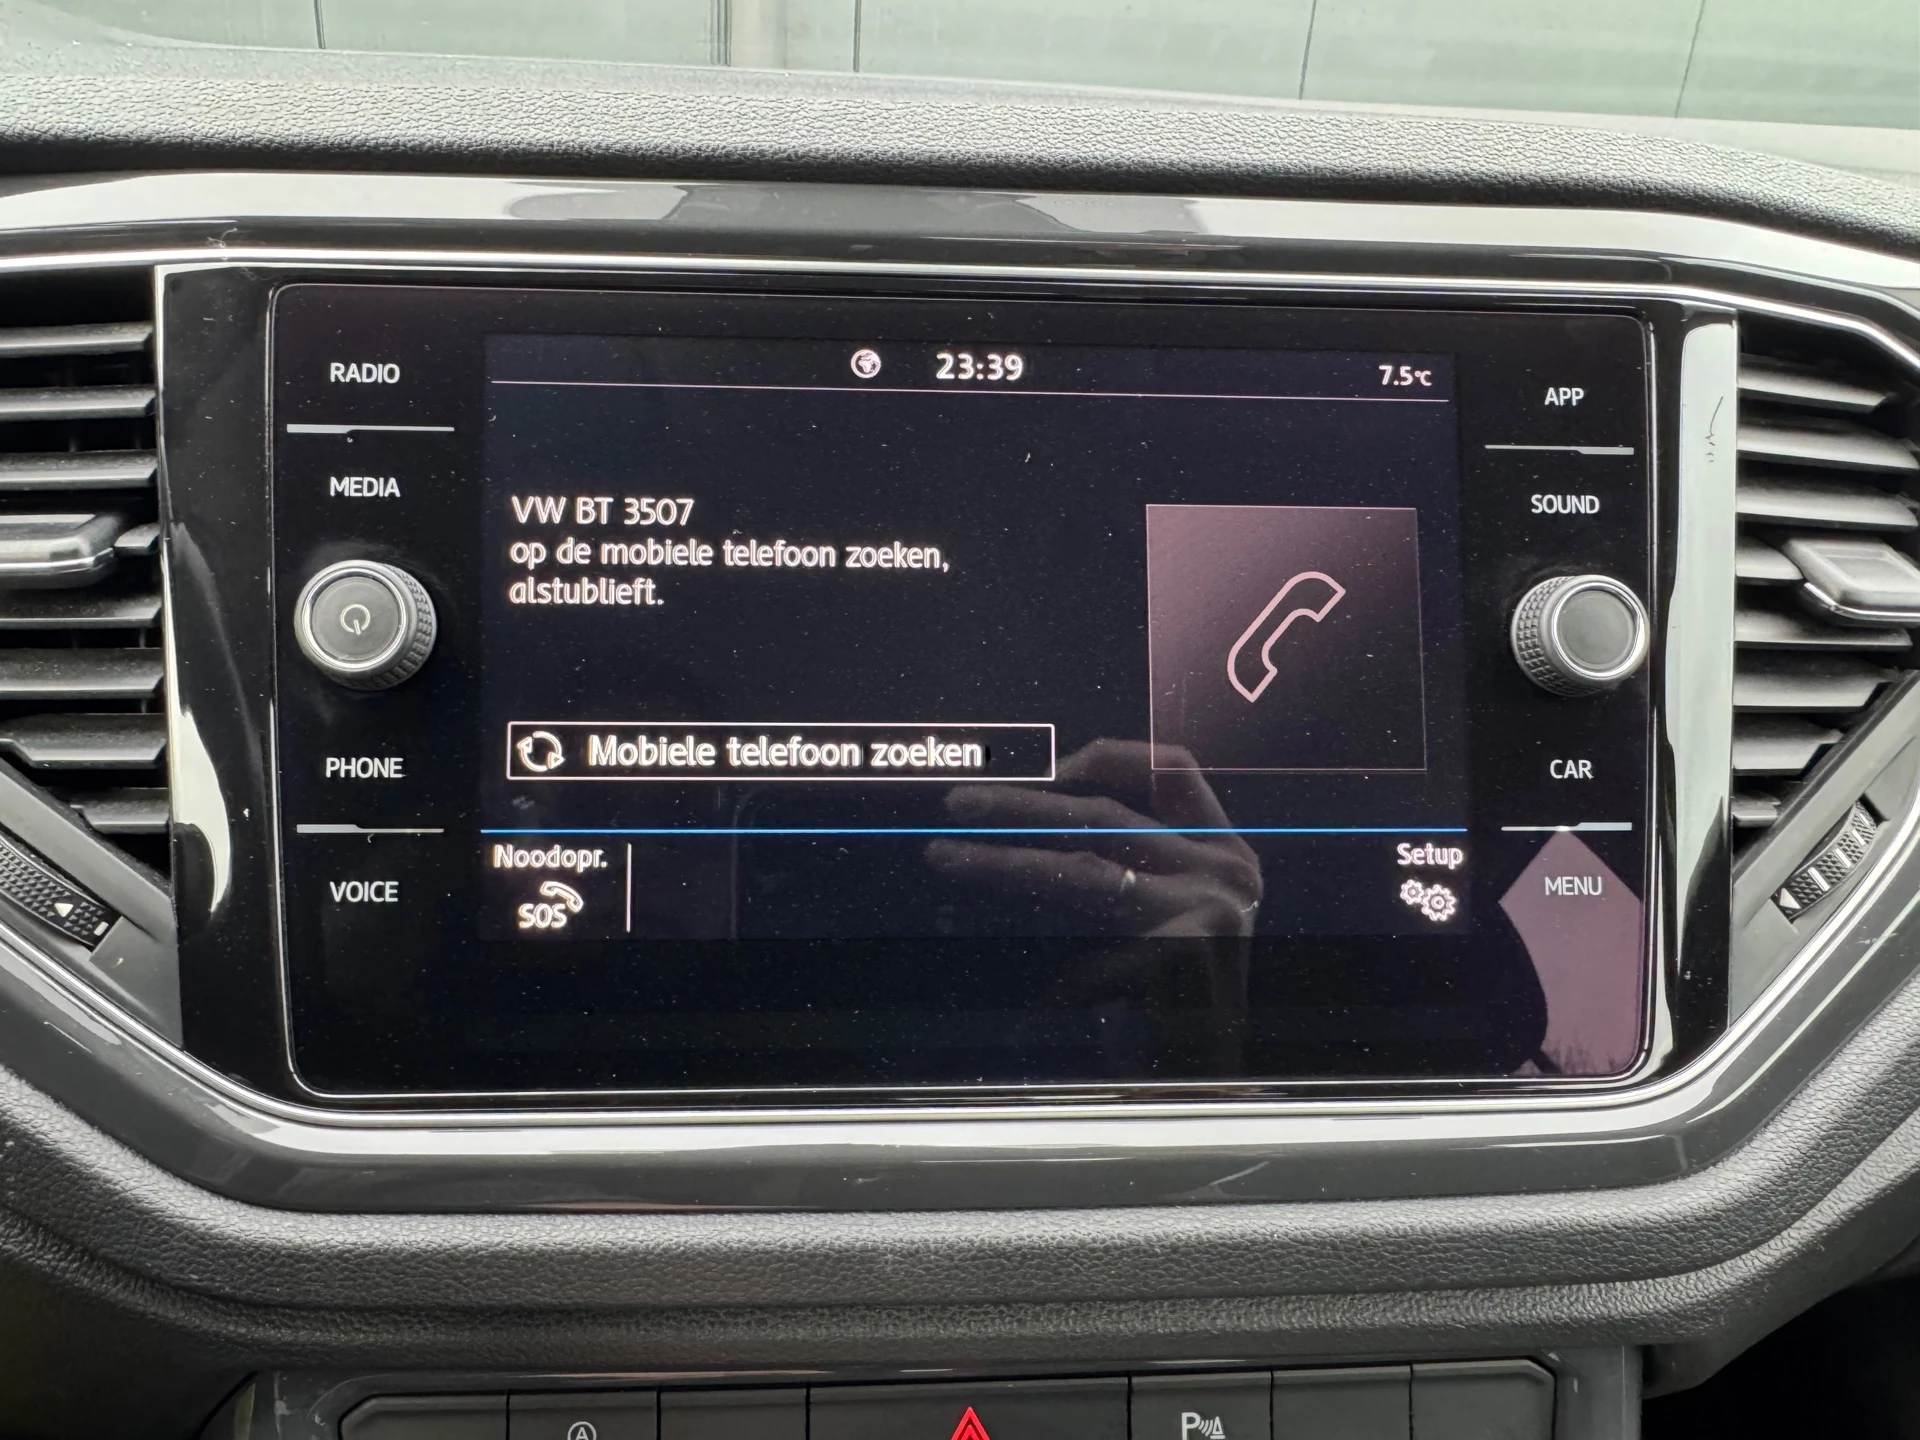 23:39
7.5°C
RADIO
MEDIA
PHONE
VOICE
VW BT 3507
op de mobiele telefoon zoeken,
alstublieft.
Mobiele telefoon zoeken
Noodopr.
SOS
Setup
APP
SOUND
CAR
MENU
A
P